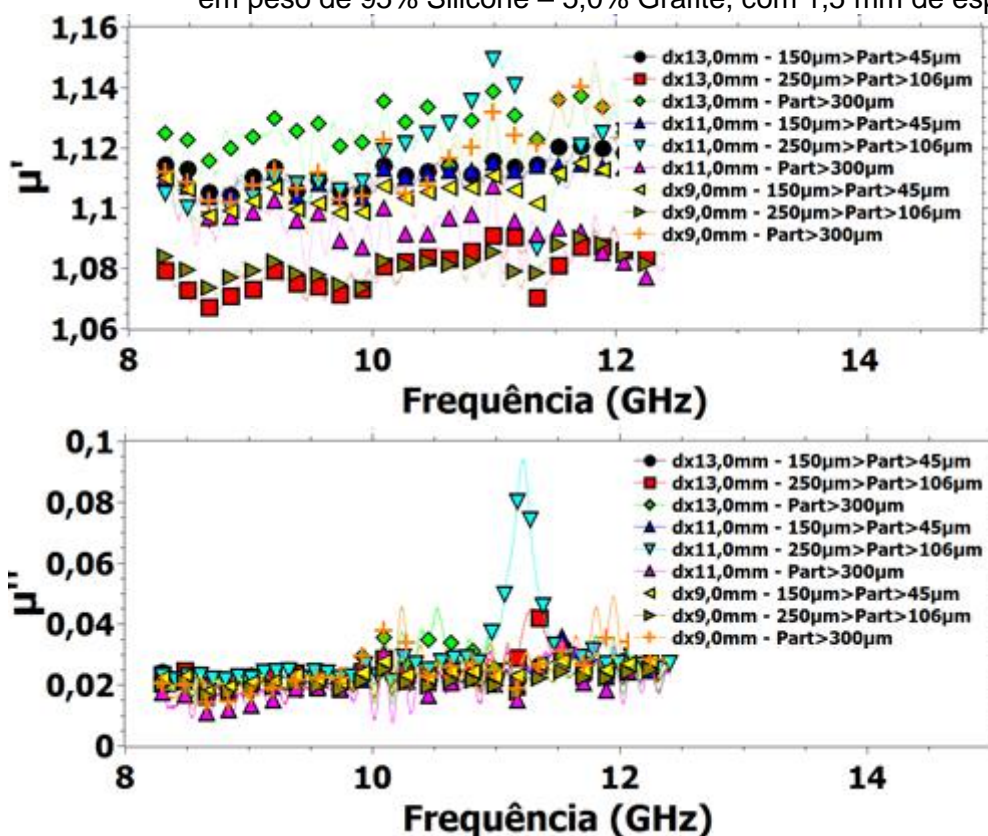 em peso de 95% Silicone – 5,0% Grafite, com 1,5 mm de
1,16
1,14
1,12
1,1
1,08
1,06
µ'
dx13,0mm - 150µm>Part>45µm
dx13,0mm - 250µm>Part>106µm
dx13,0mm - Part>300µm
dx11,0mm - 150µm>Part>45µm
dx11,0mm - 250µm>Part>106µm
dx11,0mm - Part>300µm
dx9,0mm - 150µm>Part>45µm
dx9,0mm - 250µm>Part>106µm
dx9,0mm - Part>300µm
8 10 12 14
Frequência (GHz)
0,1
0,08
0,06
0,04
0,02
0
µ''
dx13,0mm - 150µm>Part>45µm
dx13,0mm - 250µm>Part>106µm
dx13,0mm - Part>300µm
dx11,0mm - 150µm>Part>45µm
dx11,0mm - 250µm>Part>106µm
dx11,0mm - Part>300µm
dx9,0mm - 150µm>Part>45µm
dx9,0mm - 250µm>Part>106µm
dx9,0mm - Part>300µm
8 10 12 14
Frequência (GHz)